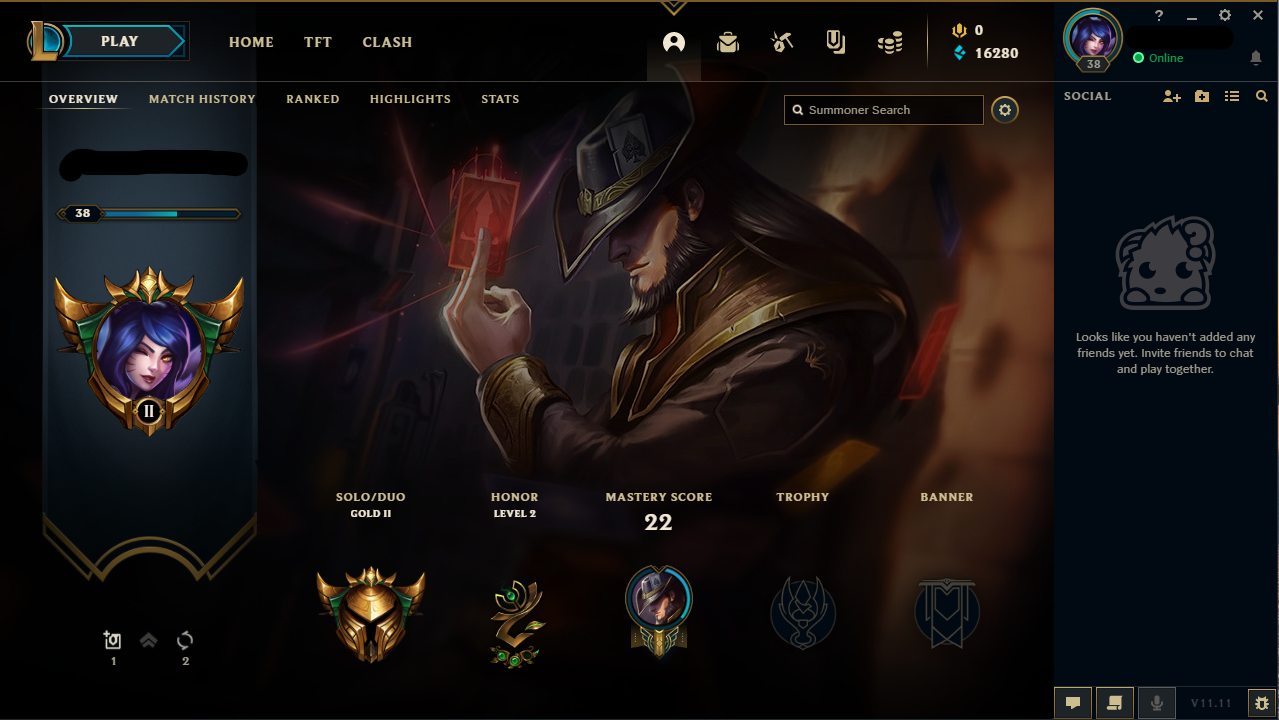 PLAY
HOME
TFT
CLASH
0
16280
?
38
Online
OVERVIEW
MATCH HISTORY
RANKED
HIGHLIGHTS
STATS
Summoner Search
SOCIAL
38
II
Looks like you haven't added any
friends yet. Invite friends to chat
and play together.
SOLO/DUO
GOLD II
HONOR
LEVEL 2
MASTERY SCORE
22
TROPHY
BANNER
1
2
V11.11